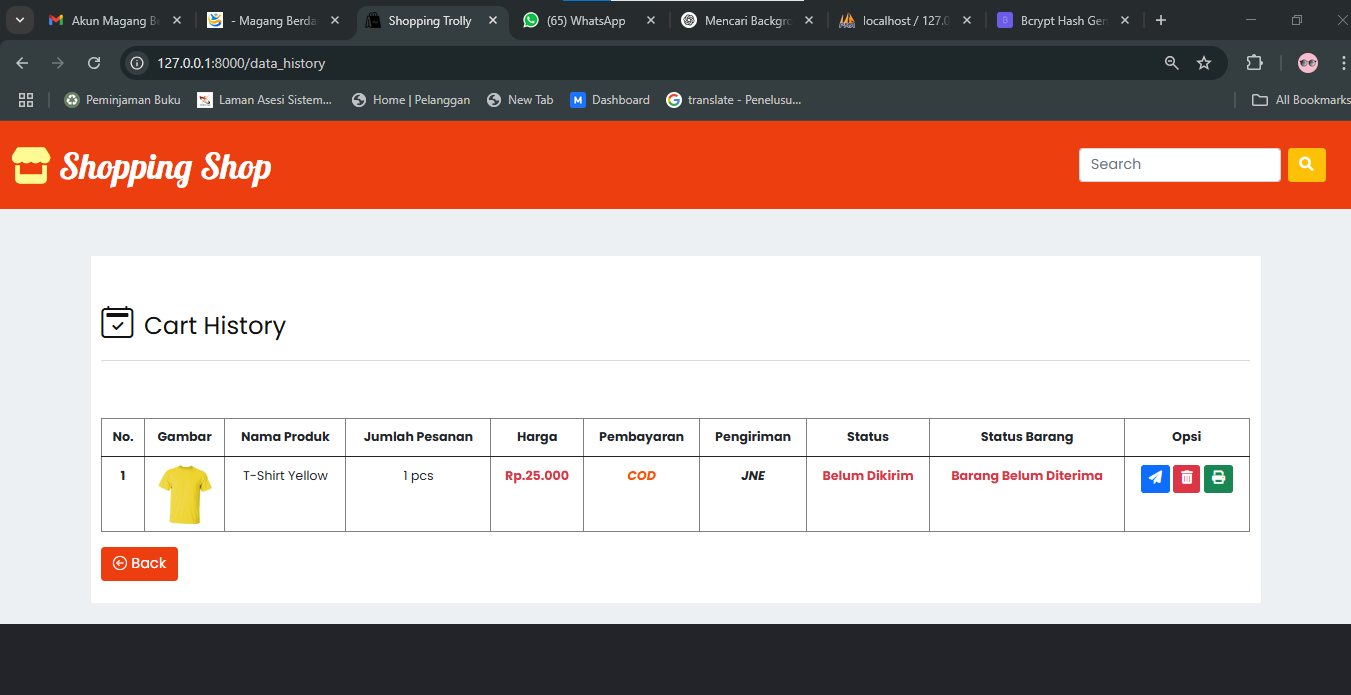 Akun Magang Be
- Magang Berda
Shopping Trolly
(65) WhatsApp
Mencari Backgro
localhost / 127.0
Bcrypt Hash Gen
127.0.0.1:8000/data_history
Peminjaman Buku
Laman Asesi Sistem...
Home | Pelanggan
New Tab
M Dashboard
translate - Penelusu...
All Bookmarks
Shopping Shop
Search
Cart History
No. Gambar Nama Produk Jumlah Pesanan Harga Pembayaran Pengiriman Status Status Barang Opsi
1 T-Shirt Yellow 1 pcs Rp.25.000 COD JNE Belum Dikirim Barang Belum Diterima
Back